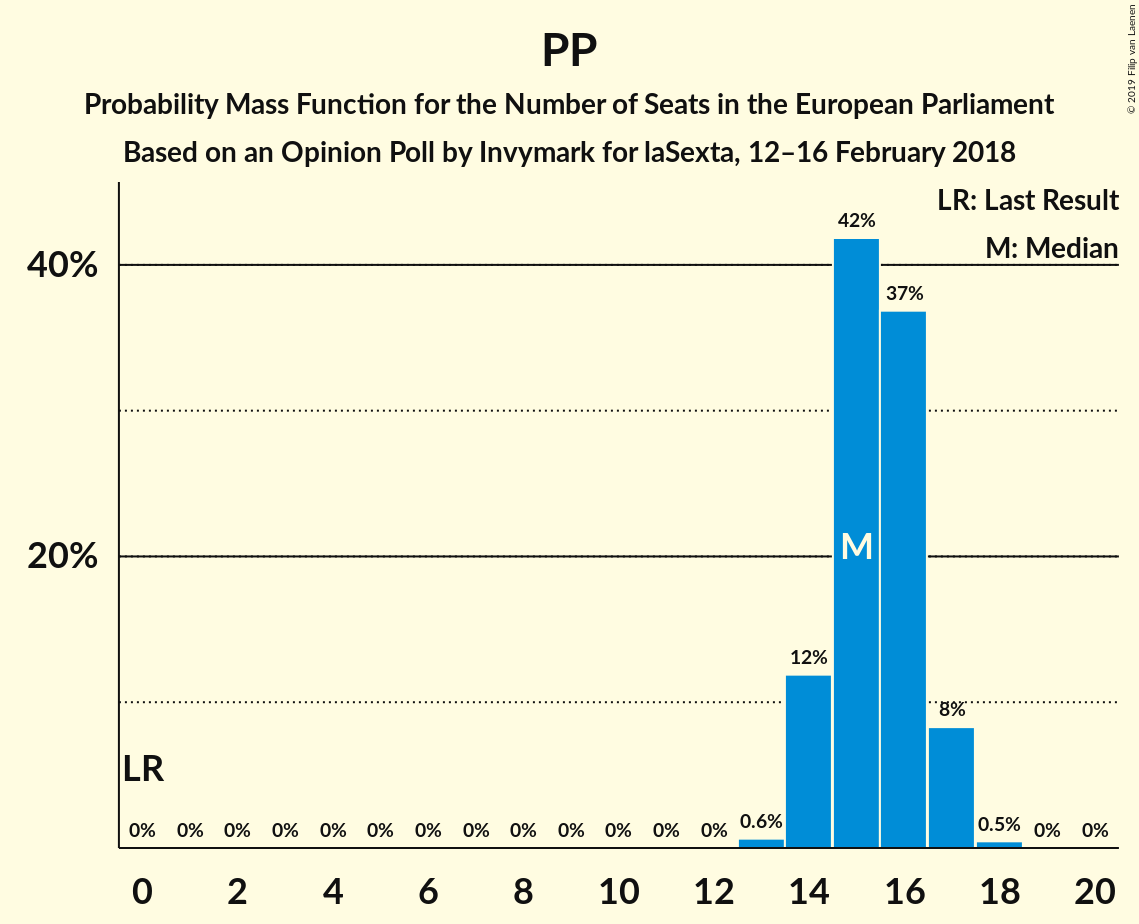 PP
Probability Mass Function for the Number of Seats in the European Parliament
Based on an Opinion Poll by Invymark for laSexta, 12–16 February 2018
© 2019 Filip van Laenen
LR: Last Result
M: Median
40%
20%
42%
37%
M
12%
8%
LR
0% 0% 0% 0% 0% 0% 0% 0% 0% 0% 0% 0% 0% 0.6% 0.5% 0% 0%
0 2 4 6 8 10 12 14 16 18 20